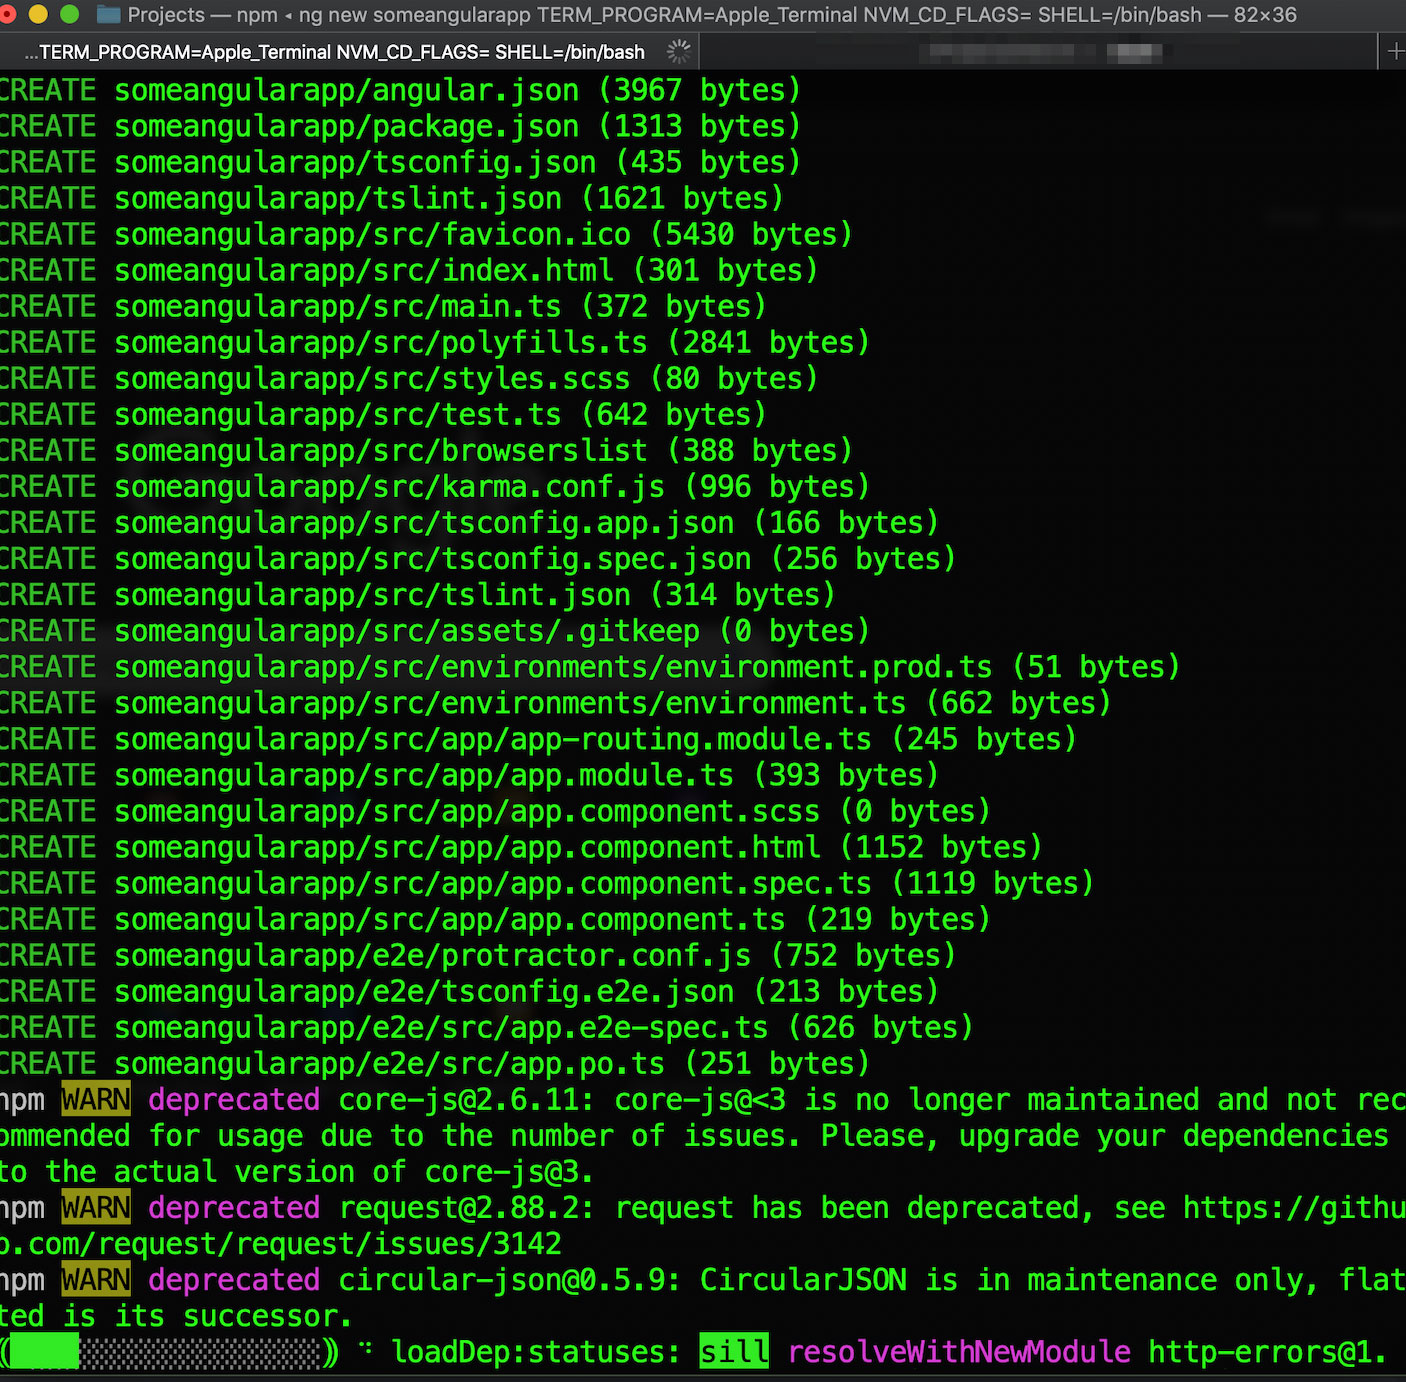 Projects — npm ◂ ng new someangularapp TERM_PROGRAM=Apple_Terminal NVM_CD_FLAGS= SHELL=/bin/bash — 82×36
...TERM_PROGRAM=Apple_Terminal NVM_CD_FLAGS= SHELL=/bin/bash
CREATE someangularapp/angular.json (3967 bytes)
CREATE someangularapp/package.json (1313 bytes)
CREATE someangularapp/tsconfig.json (435 bytes)
CREATE someangularapp/tslint.json (1621 bytes)
CREATE someangularapp/src/favicon.ico (5430 bytes)
CREATE someangularapp/src/index.html (301 bytes)
CREATE someangularapp/src/main.ts (372 bytes)
CREATE someangularapp/src/polyfills.ts (2841 bytes)
CREATE someangularapp/src/styles.scss (80 bytes)
CREATE someangularapp/src/test.ts (642 bytes)
CREATE someangularapp/src/browserslist (388 bytes)
CREATE someangularapp/src/karma.conf.js (996 bytes)
CREATE someangularapp/src/tsconfig.app.json (166 bytes)
CREATE someangularapp/src/tsconfig.spec.json (256 bytes)
CREATE someangularapp/src/tslint.json (314 bytes)
CREATE someangularapp/src/assets/.gitkeep (0 bytes)
CREATE someangularapp/src/environments/environment.prod.ts (51 bytes)
CREATE someangularapp/src/environments/environment.ts (662 bytes)
CREATE someangularapp/src/app/app-routing.module.ts (245 bytes)
CREATE someangularapp/src/app/app.module.ts (393 bytes)
CREATE someangularapp/src/app/app.component.scss (0 bytes)
CREATE someangularapp/src/app/app.component.html (1152 bytes)
CREATE someangularapp/src/app/app.component.spec.ts (1119 bytes)
CREATE someangularapp/src/app/app.component.ts (219 bytes)
CREATE someangularapp/e2e/protractor.conf.js (752 bytes)
CREATE someangularapp/e2e/tsconfig.e2e.json (213 bytes)
CREATE someangularapp/e2e/src/app.e2e-spec.ts (626 bytes)
CREATE someangularapp/e2e/src/app.po.ts (251 bytes)
npm WARN deprecated core-js@2.6.11: core-js@<3 is no longer maintained and not rec
ommended for usage due to the number of issues. Please, upgrade your dependencies
to the actual version of core-js@3.
npm WARN deprecated request@2.88.2: request has been deprecated, see https://githu
b.com/request/request/issues/3142
npm WARN deprecated circular-json@0.5.9: CircularJSON is in maintenance only, flat
ted is its successor.
loadDep:statuses: sill resolveWithNewModule http-errors@1.